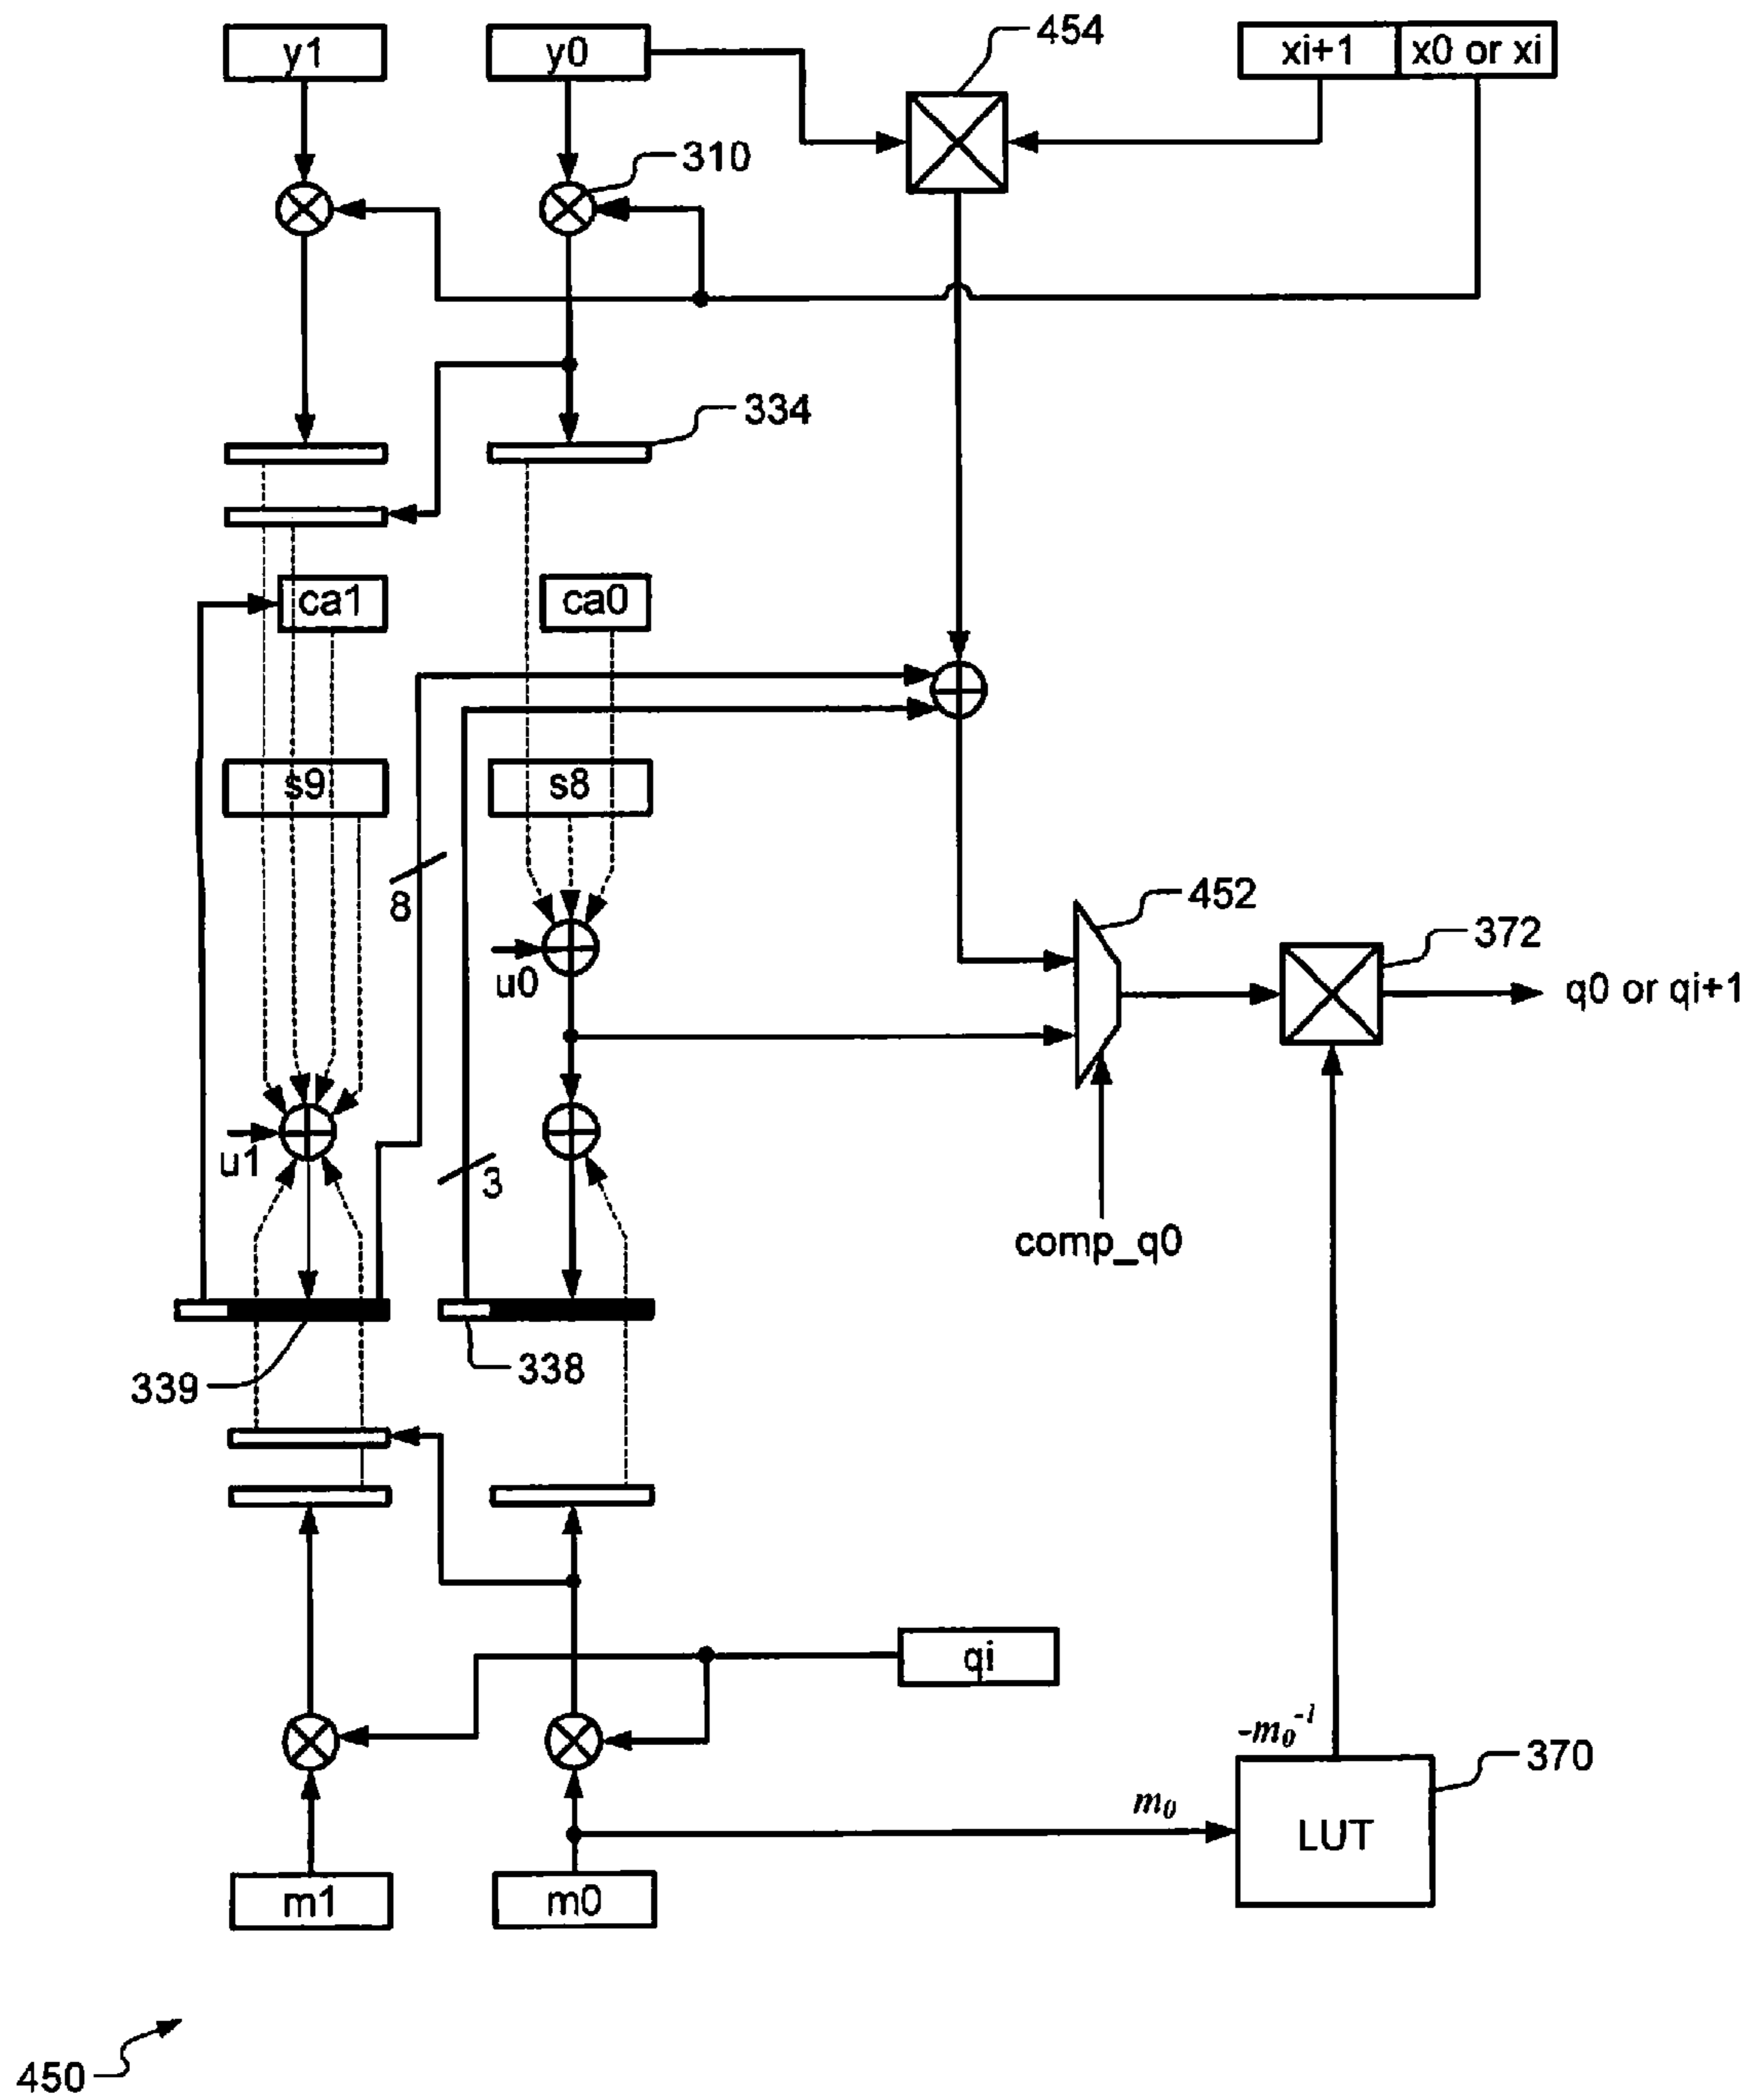 454
y1
y0
xi+1
x0 or xi
310
334
ca1
ca0
s9
s8
8
452
372
u0
q0 or qi+1
u1
3
comp_q0
339
338
qi
-m₀⁻¹
370
m₀
LUT
m1
m0
450